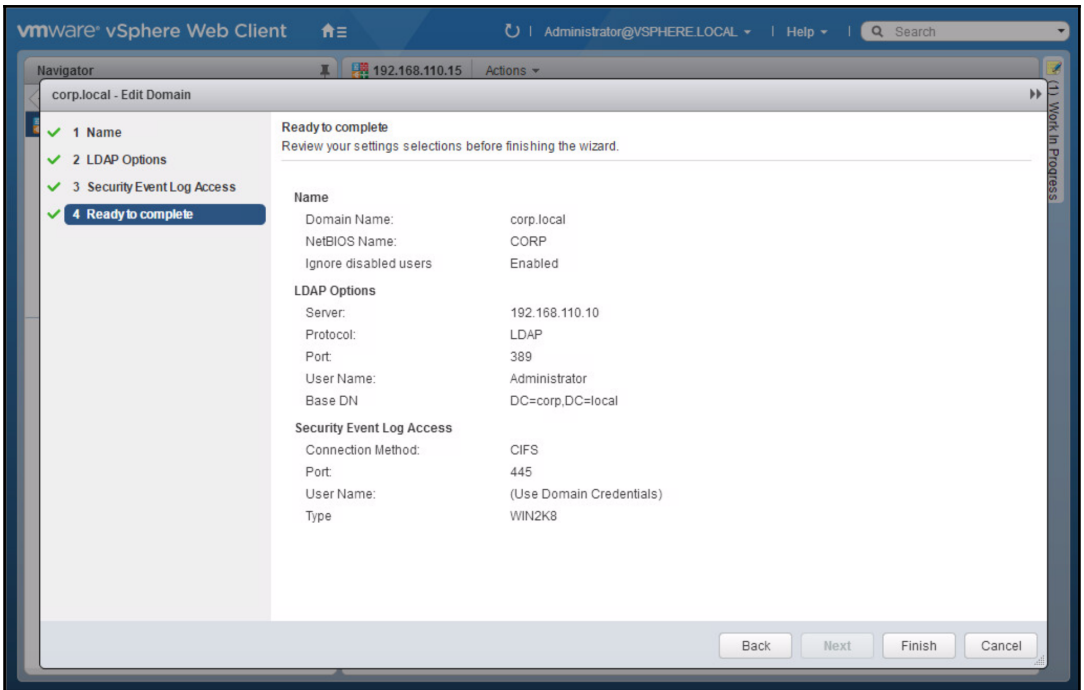 vmware® vSphere Web Client
Administrator@VSPHERE.LOCAL
Help
Search
Navigator
192.168.110.15
Actions
(1) Work In Progress
corp.local - Edit Domain
1 Name
2 LDAP Options
3 Security Event Log Access
4 Ready to complete
Ready to complete
Review your settings selections before finishing the wizard.
Name
Domain Name: corp.local
NetBIOS Name: CORP
Ignore disabled users Enabled
LDAP Options
Server: 192.168.110.10
Protocol: LDAP
Port: 389
User Name: Administrator
Base DN DC=corp,DC=local
Security Event Log Access
Connection Method: CIFS
Port: 445
User Name: (Use Domain Credentials)
Type WIN2K8
Back Next Finish Cancel